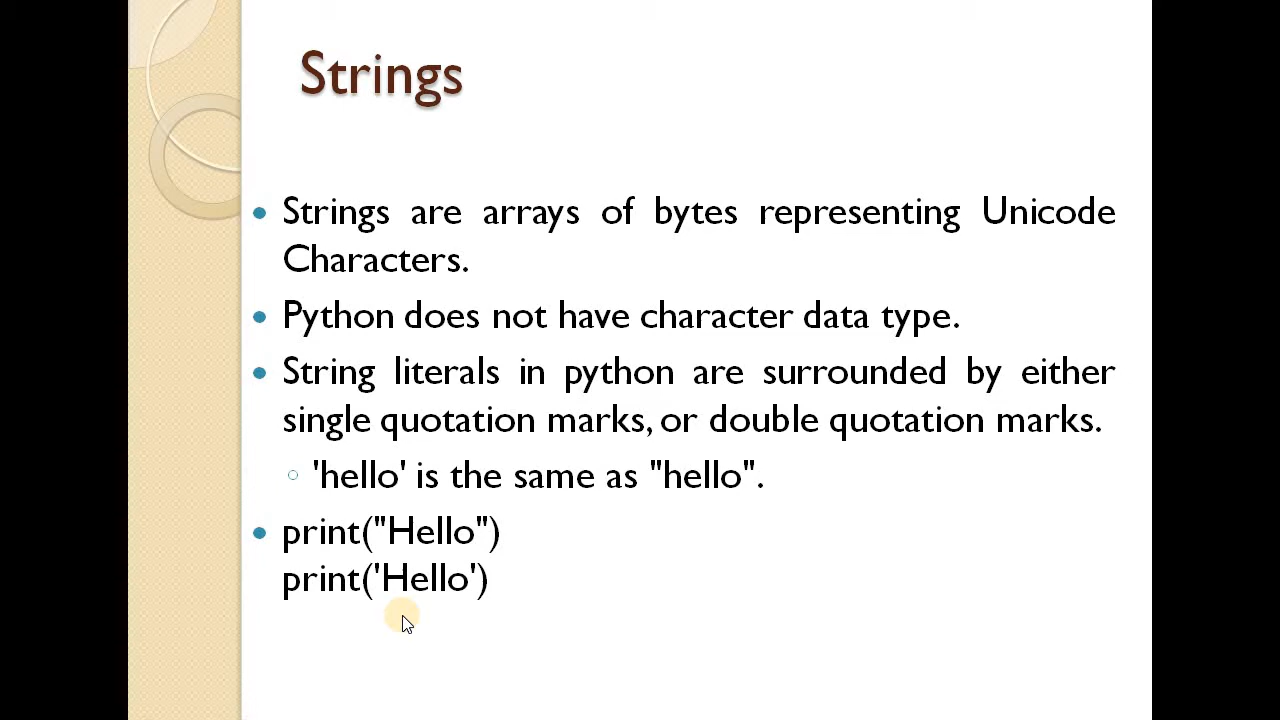 Strings
Strings are arrays of bytes representing Unicode
Characters.
Python does not have character data type.
String literals in python are surrounded by either
single quotation marks, or double quotation marks.
'hello' is the same as "hello".
print("Hello")
print('Hello')